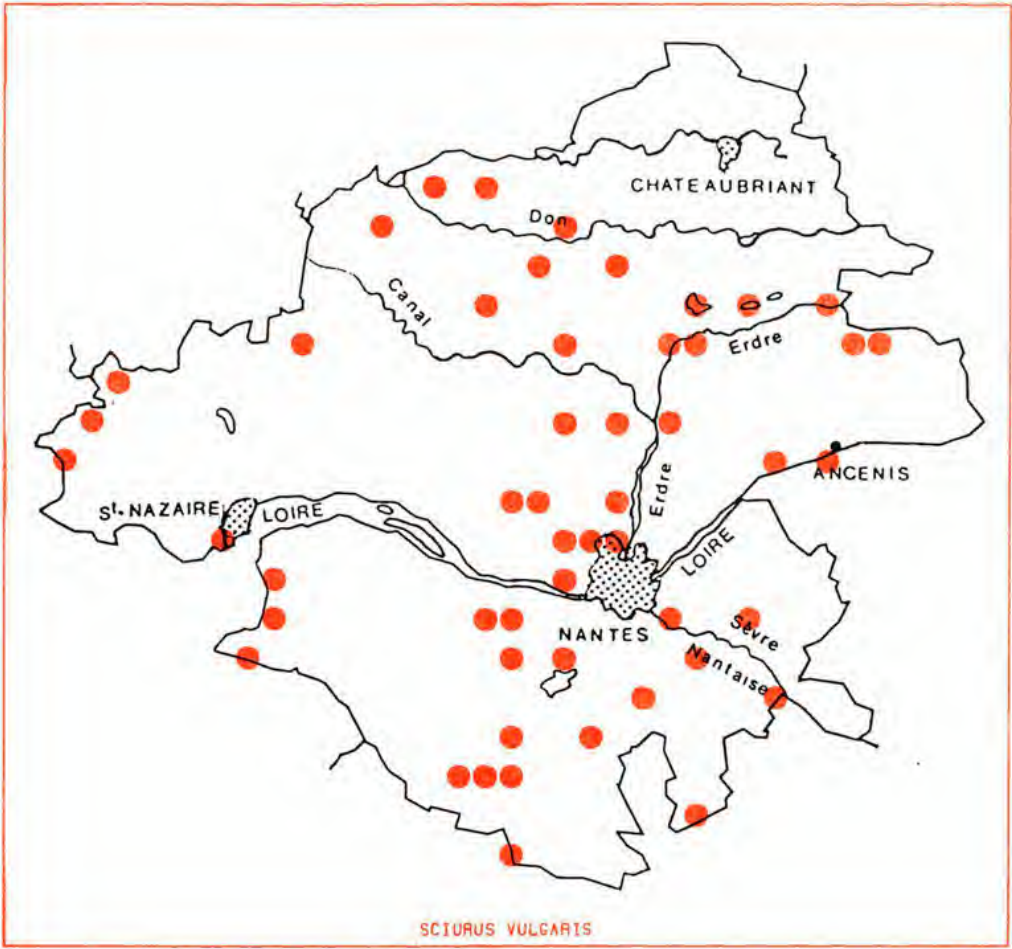 CHATEAUBRIANT
Don
Canal
Erdre
Erdre
ANCENIS
St. NAZAIRE
LOIRE
LOIRE
NANTES
Sèvre
Nantaise
SCIURUS VULGARIS